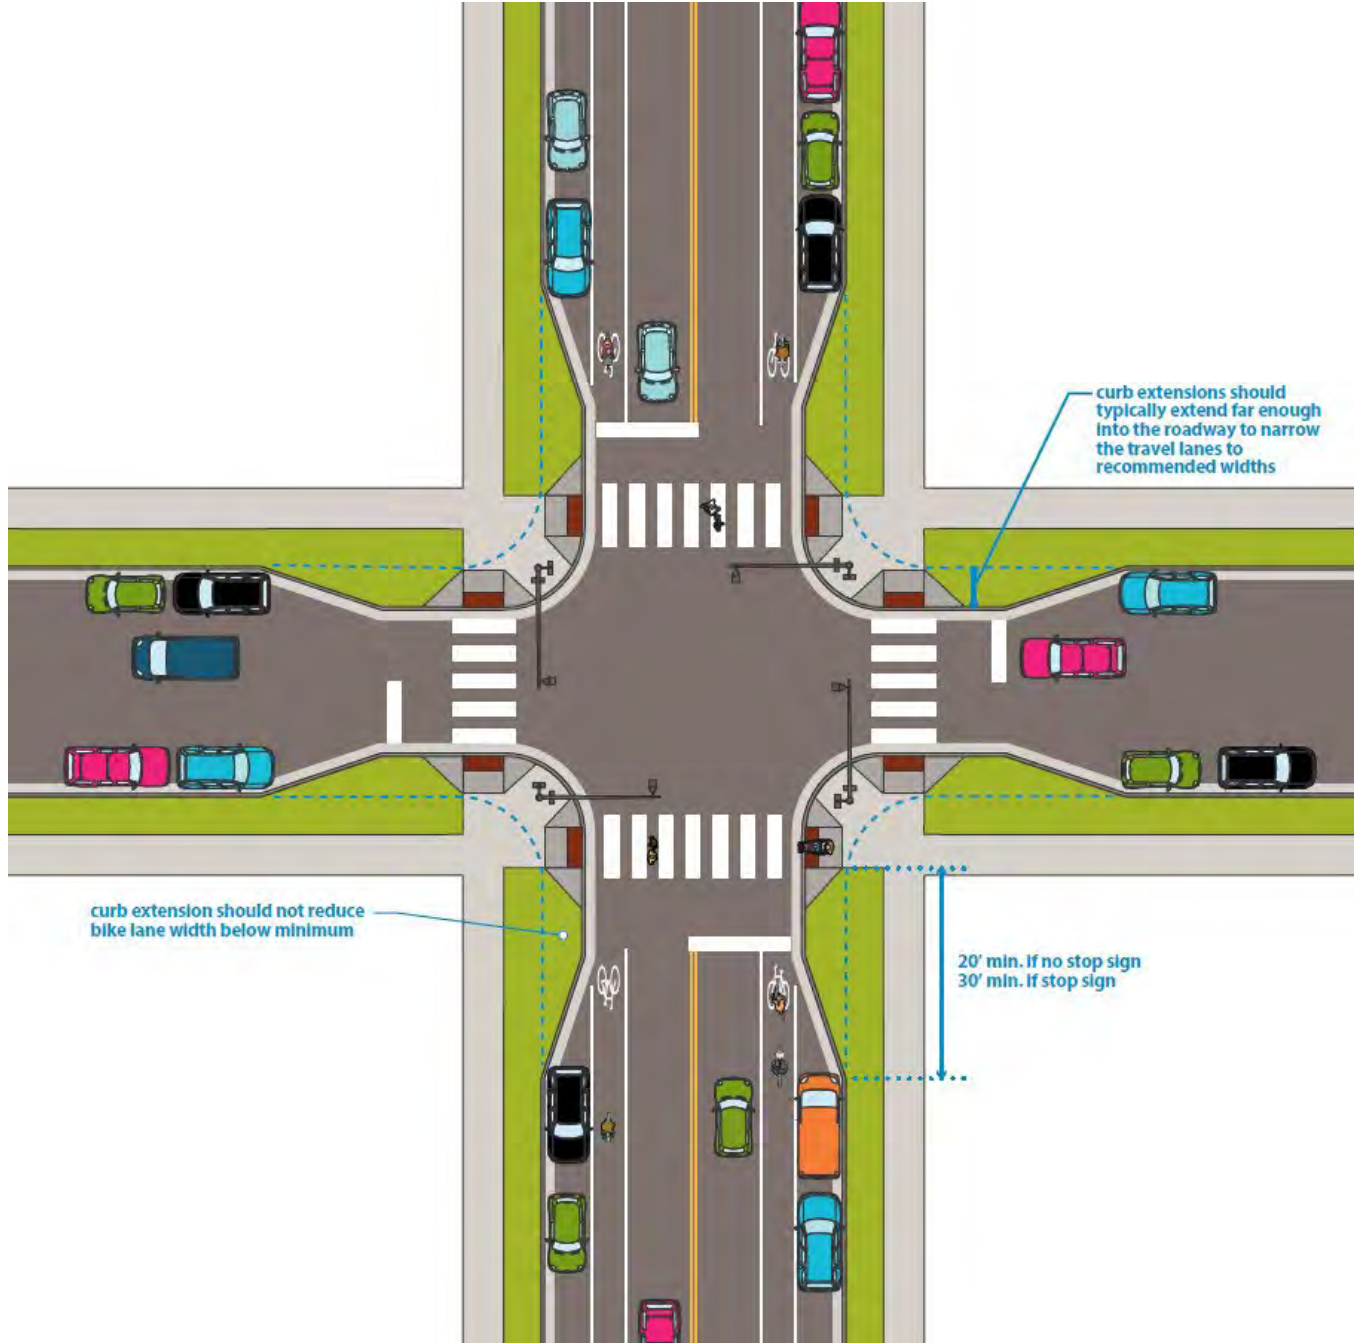 curb extensions should
typically extend far enough
into the roadway to narrow
the travel lanes to
recommended widths
curb extension should not reduce
bike lane width below minimum
20' min. if no stop sign
30' min. if stop sign